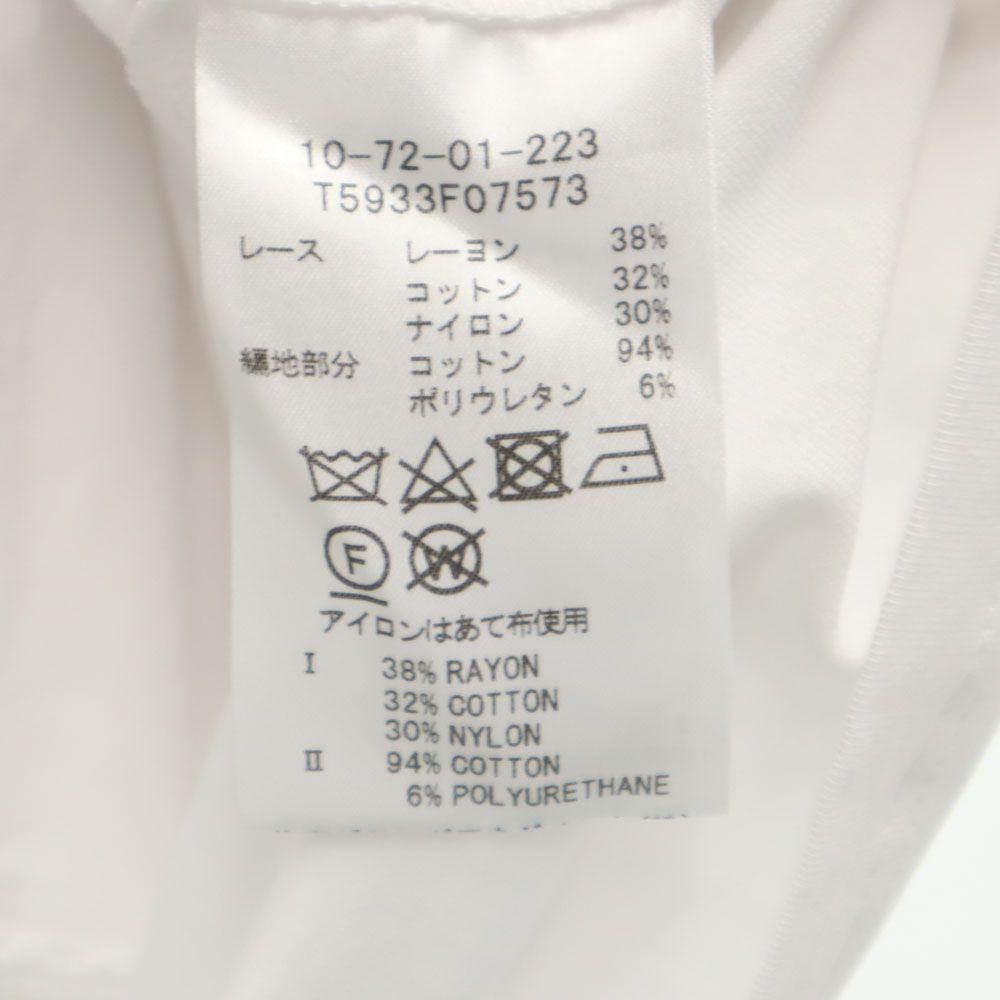 10-72-01-223
T5933F07573
レース レーヨン 38%
コットン 32%
ナイロン 30%
編地部分 コットン 94%
ポリウレタン 6%
F
W
アイロンはあて布使用
I 38% RAYON
32% COTTON
30% NYLON
II 94% COTTON
6% POLYURETHANE